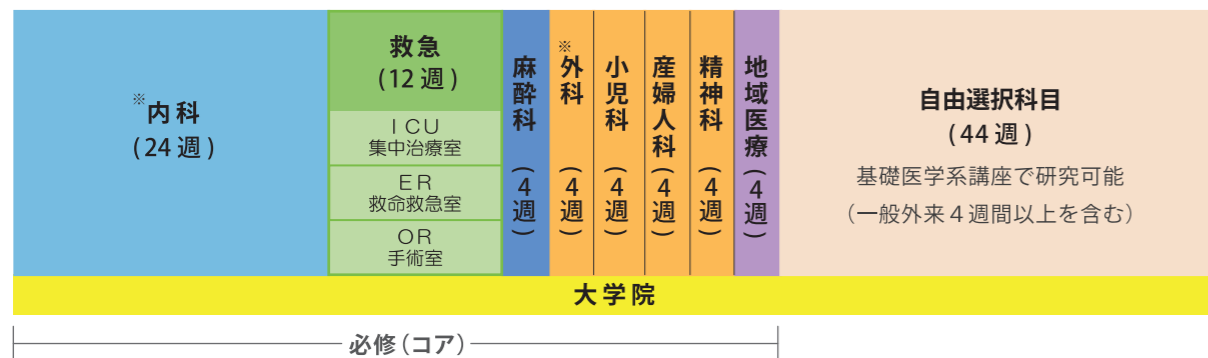 ※内科
(24週)
救急
(12週)
ICU
集中治療室
ER
救命救急室
OR
手術室
麻酔科(4週)
※外科(4週)
小児科(4週)
産婦人科(4週)
精神科(4週)
地域医療(4週)
自由選択科目
(44週)
基礎医学系講座で研究可能
(一般外来4週間以上を含む)
大学院
必修(コア)